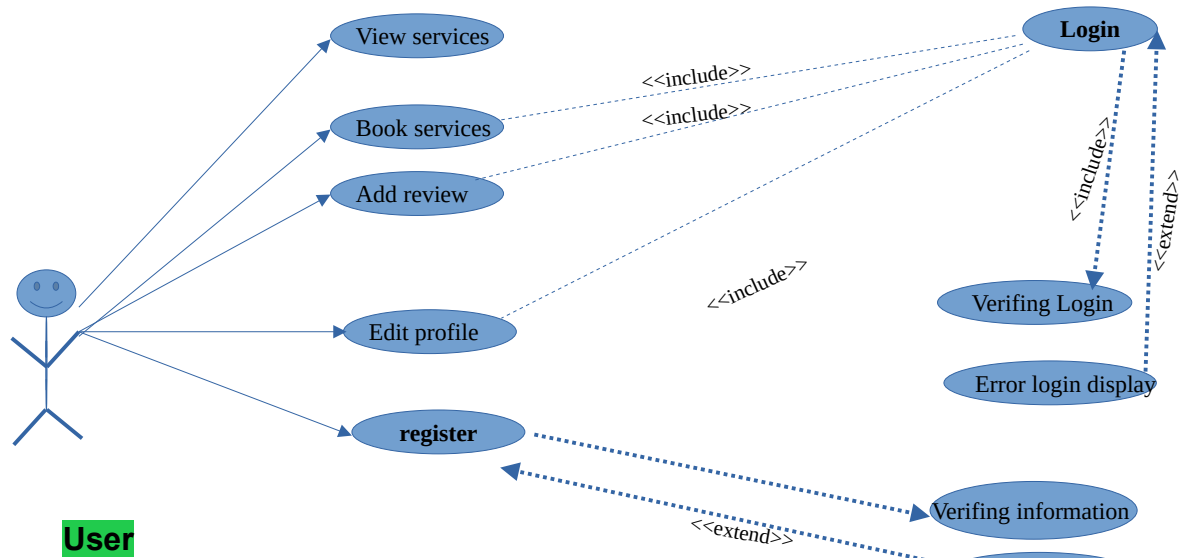 View services
Login
<<include>>
Book services
<<include>>
Add review
<<include>>
<<extend>>
<<include>>
Verifing Login
Edit profile
Error login display
register
Verifing information
<<extend>>
User